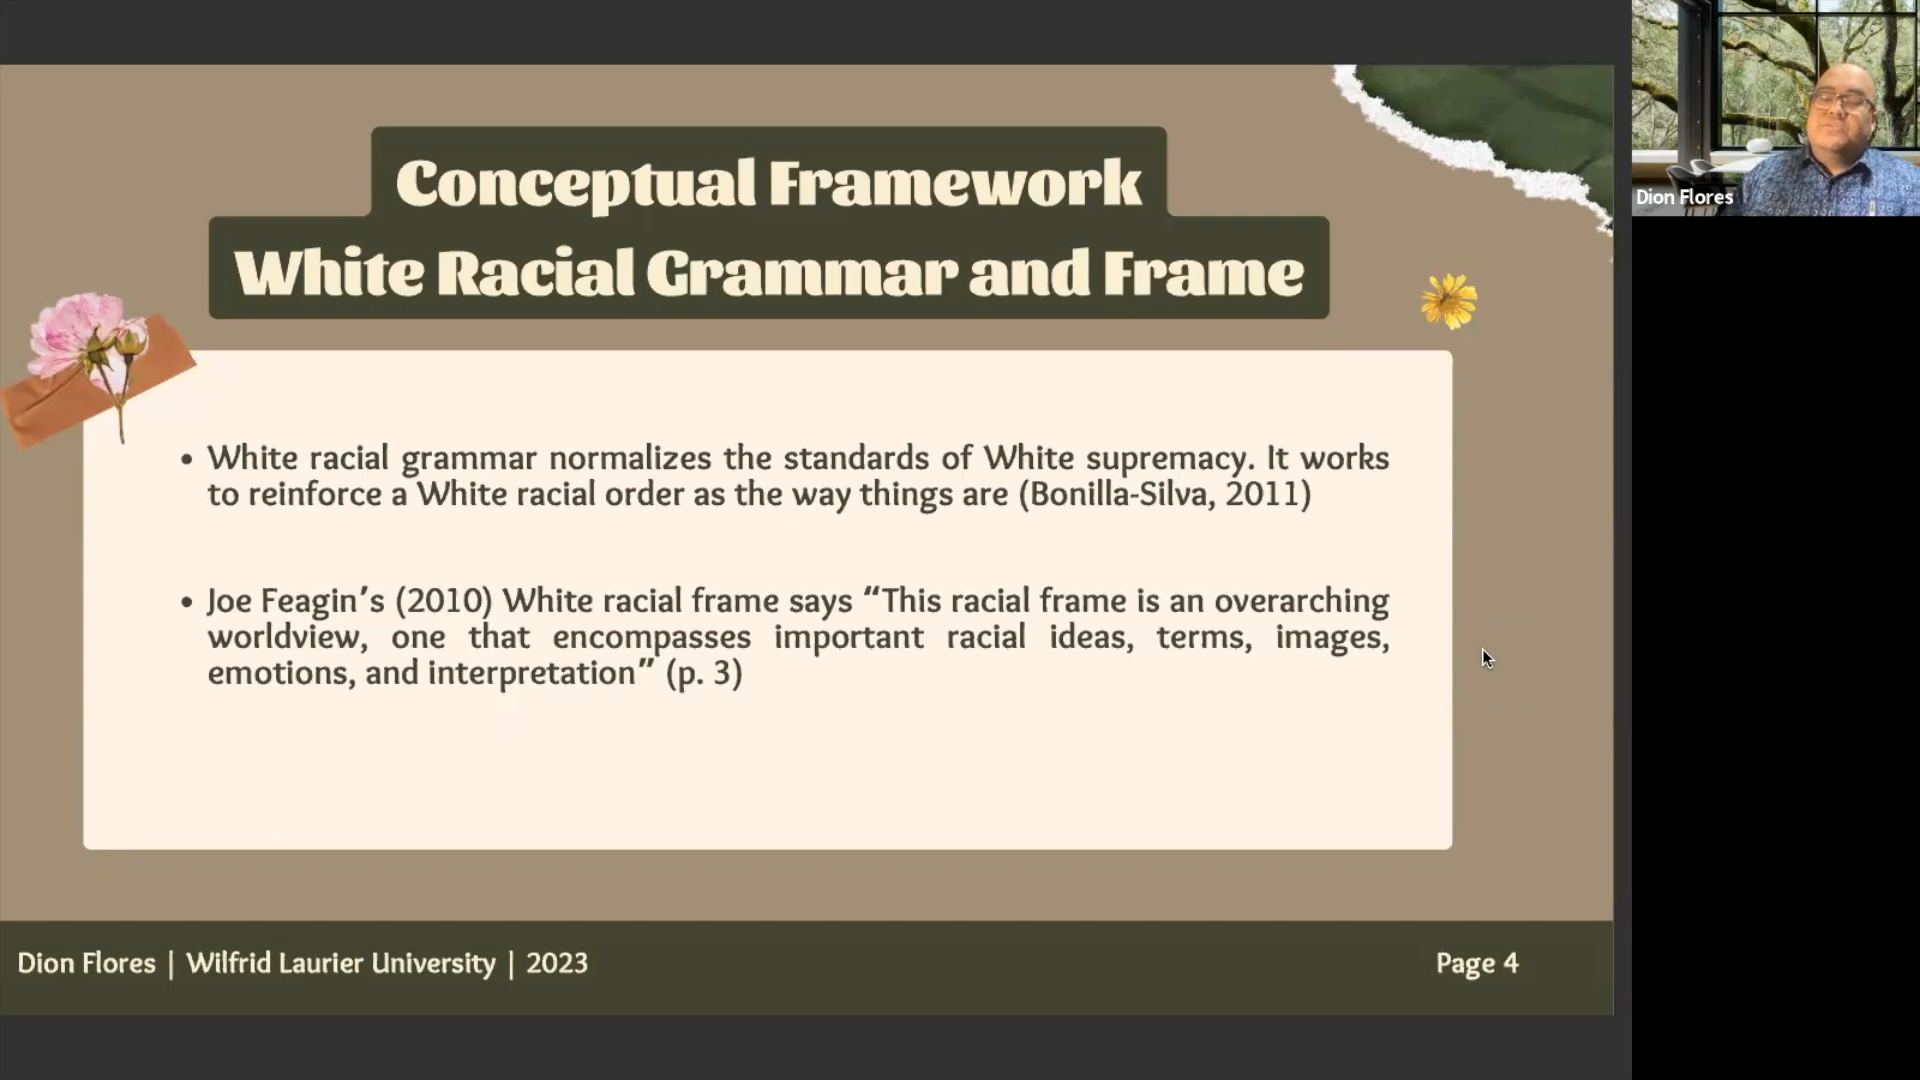 Conceptual Framework
White Racial Grammar and Frame
• White racial grammar normalizes the standards of White supremacy. It works
to reinforce a White racial order as the way things are (Bonilla-Silva, 2011)
• Joe Feagin's (2010) White racial frame says “This racial frame is an overarching
worldview, one that encompasses important racial ideas, terms, images,
emotions, and interpretation” (p. 3)
Dion Flores | Wilfrid Laurier University | 2023
Page 4
Dion Flores